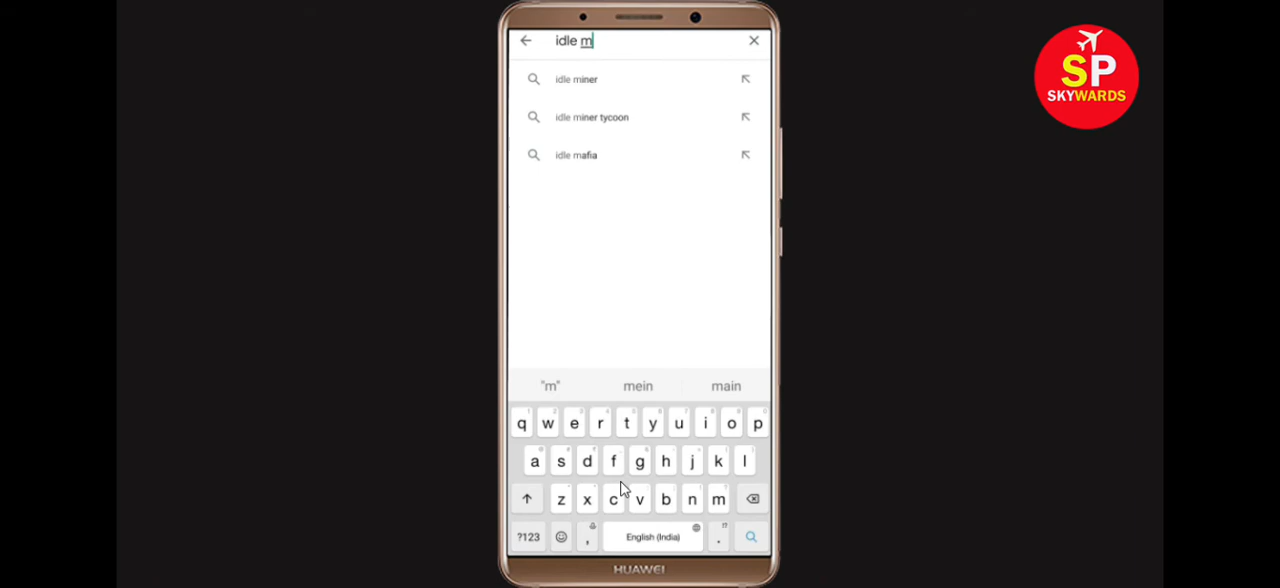 idle m
SP
SKYWARDS
idle miner
idle miner tycoon
idle mafia
"m" mein main
q w e r t y u i o p
a s d f g h j k l
z x c v b n m
?123 , English (India) .
HUAWEI